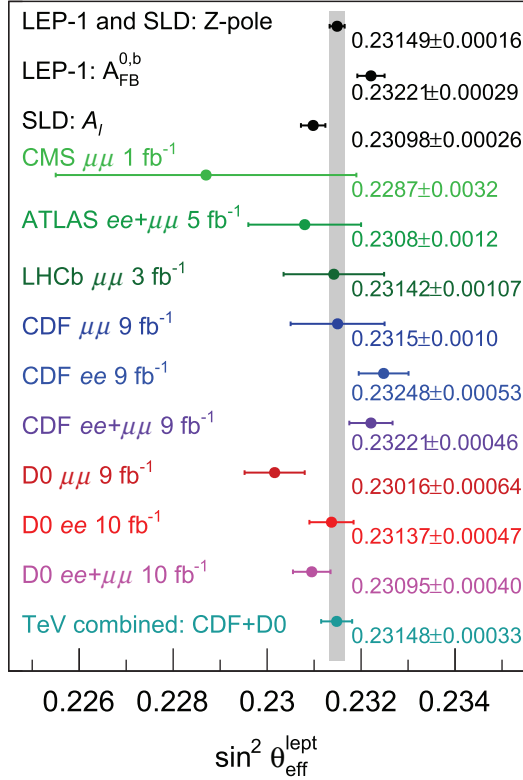 LEP-1 and SLD: Z-pole
0.23149±0.00016
LEP-1: A_FB^0,b
0.23221±0.00029
SLD: A_l
0.23098±0.00026
CMS μμ 1 fb⁻¹
0.2287±0.0032
ATLAS ee+μμ 5 fb⁻¹
0.2308±0.0012
LHCb μμ 3 fb⁻¹
0.23142±0.00107
CDF μμ 9 fb⁻¹
0.2315±0.0010
CDF ee 9 fb⁻¹
0.23248±0.00053
CDF ee+μμ 9 fb⁻¹
0.23221±0.00046
D0 μμ 9 fb⁻¹
0.23016±0.00064
D0 ee 10 fb⁻¹
0.23137±0.00047
D0 ee+μμ 10 fb⁻¹
0.23095±0.00040
TeV combined: CDF+D0
0.23148±0.00033
0.226 0.228 0.23 0.232 0.234
sin² θ_eff^lept